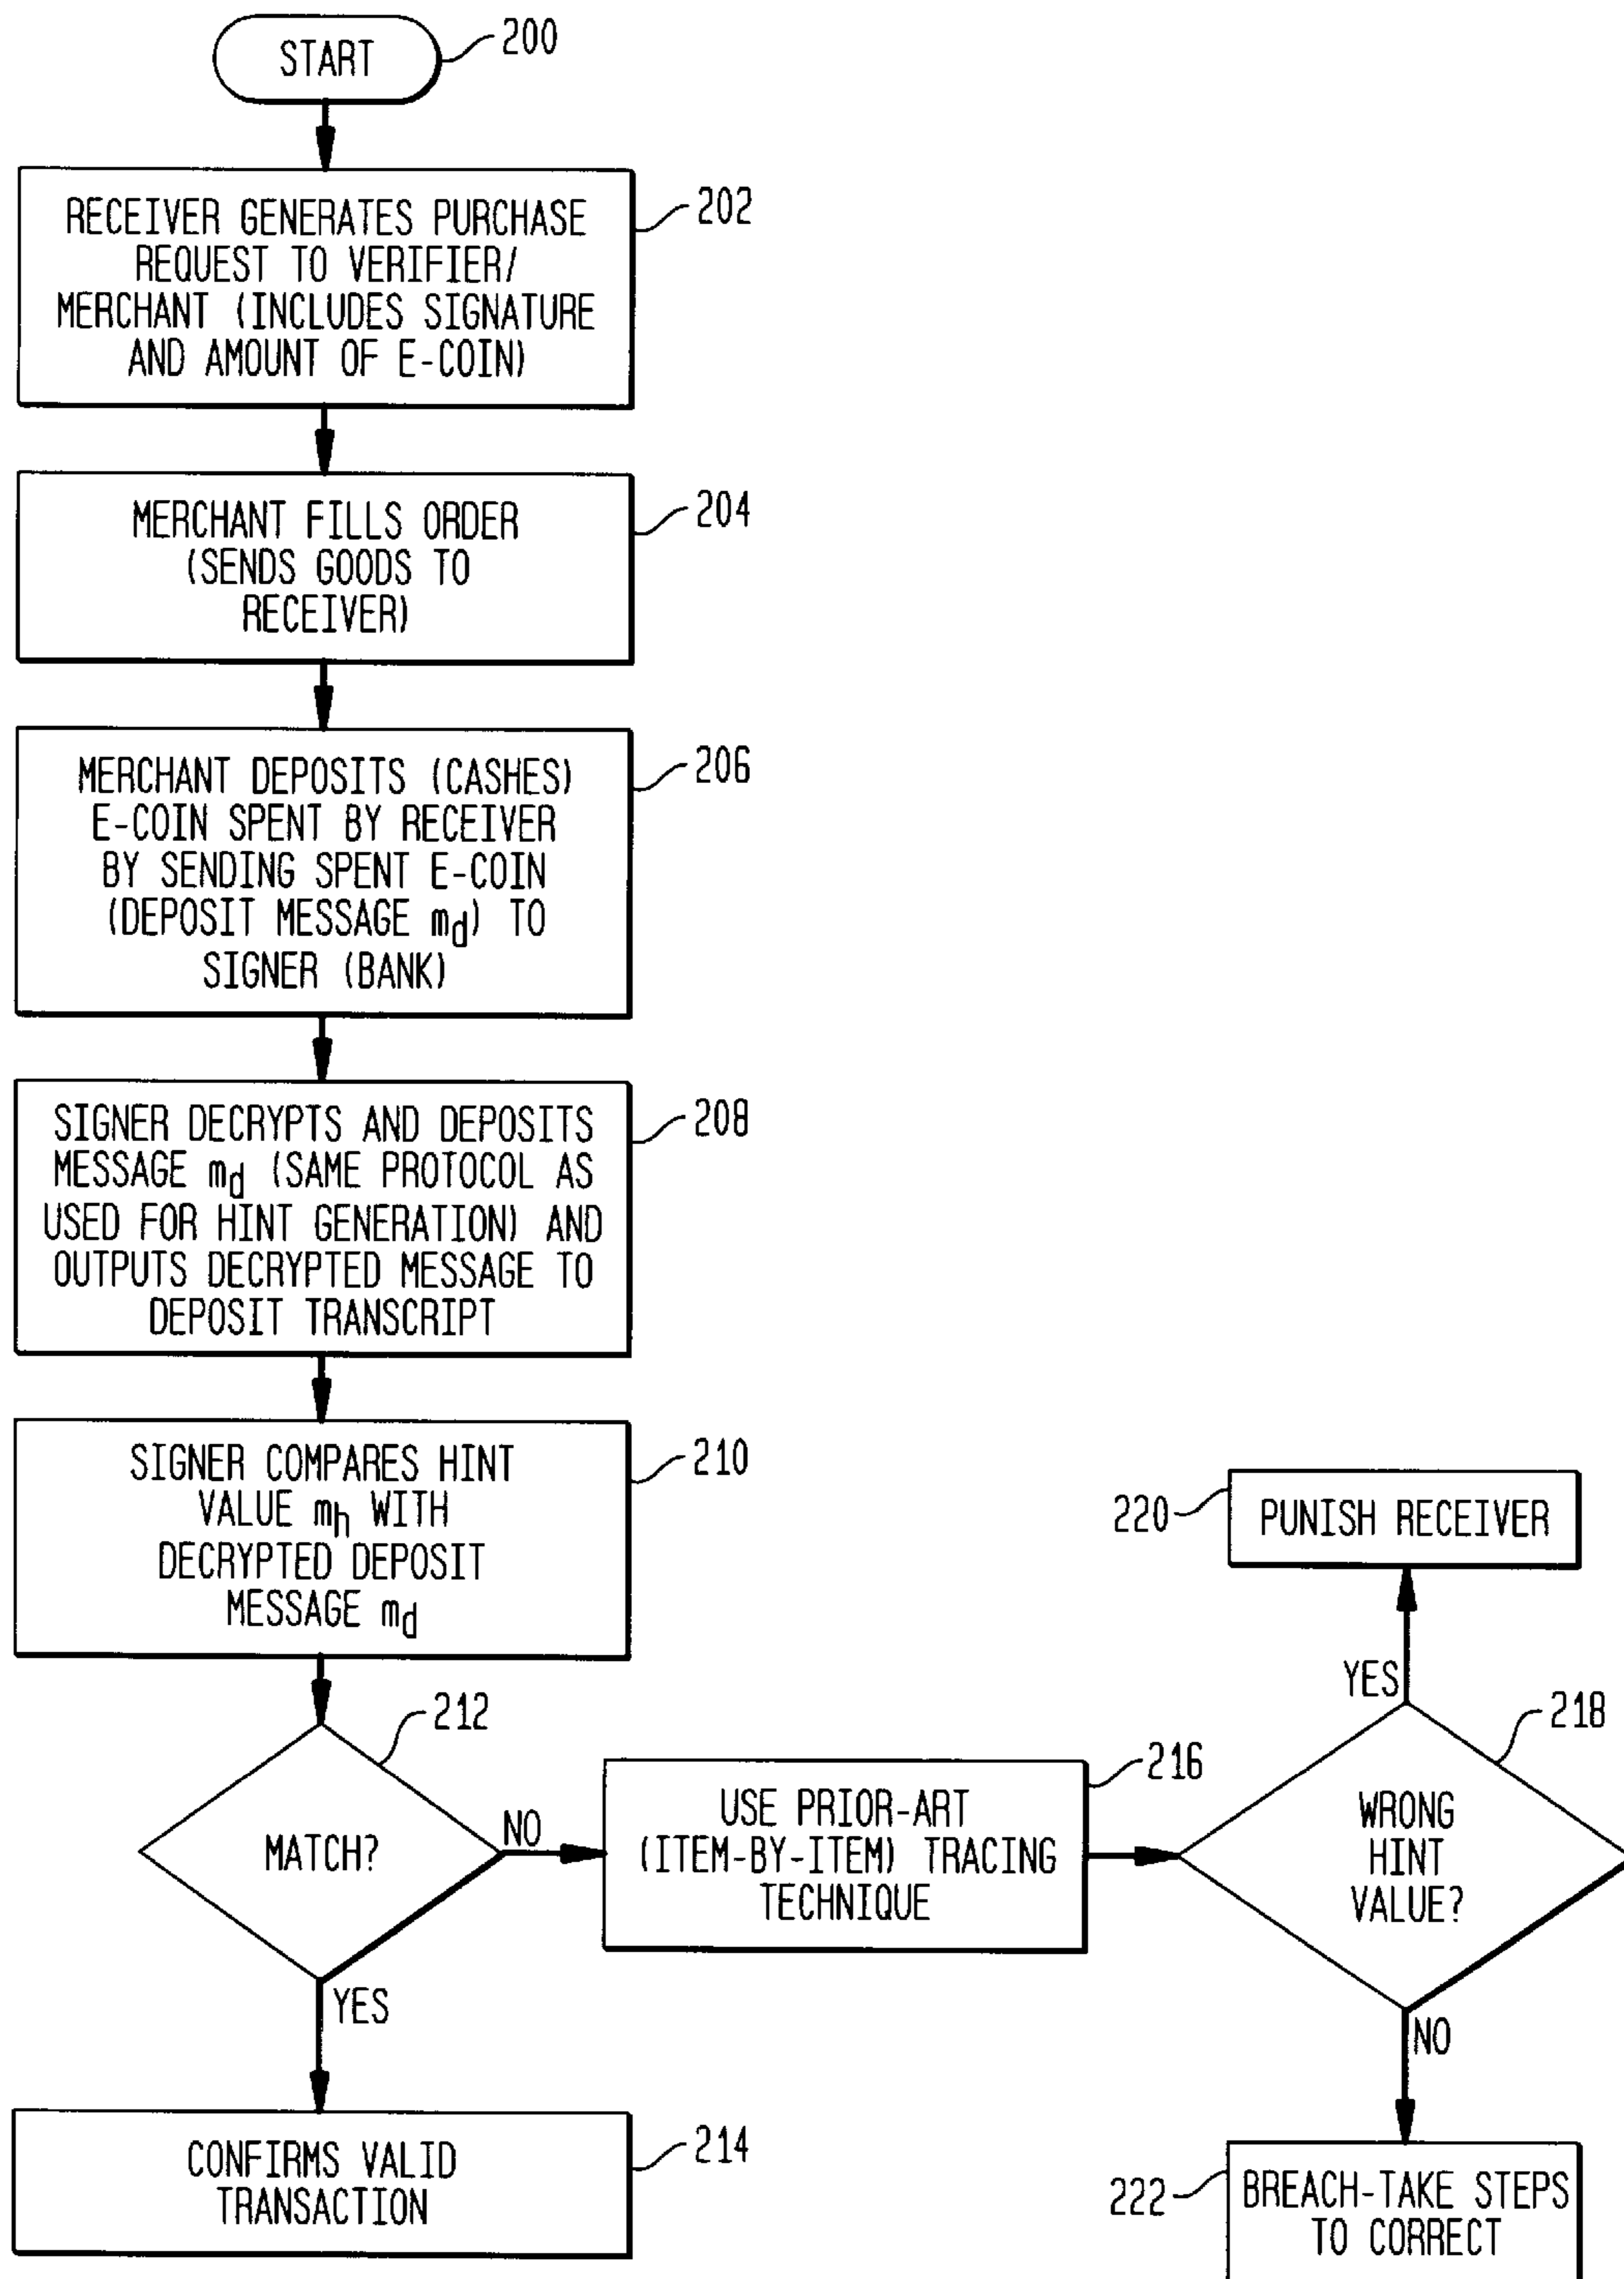 START
200
RECEIVER GENERATES PURCHASE
REQUEST TO VERIFIER/
MERCHANT (INCLUDES SIGNATURE
AND AMOUNT OF E-COIN)
202
MERCHANT FILLS ORDER
(SENDS GOODS TO
RECEIVER)
204
MERCHANT DEPOSITS (CASHES)
E-COIN SPENT BY RECEIVER
BY SENDING SPENT E-COIN
(DEPOSIT MESSAGE md) TO
SIGNER (BANK)
206
SIGNER DECRYPTS AND DEPOSITS
MESSAGE md (SAME PROTOCOL AS
USED FOR HINT GENERATION) AND
OUTPUTS DECRYPTED MESSAGE TO
DEPOSIT TRANSCRIPT
208
SIGNER COMPARES HINT
VALUE mh WITH
DECRYPTED DEPOSIT
MESSAGE md
210
MATCH?
212
NO
YES
CONFIRMS VALID
TRANSACTION
214
USE PRIOR-ART
(ITEM-BY-ITEM) TRACING
TECHNIQUE
216
WRONG
HINT
VALUE?
218
YES
PUNISH RECEIVER
220
NO
BREACH-TAKE STEPS
TO CORRECT
222